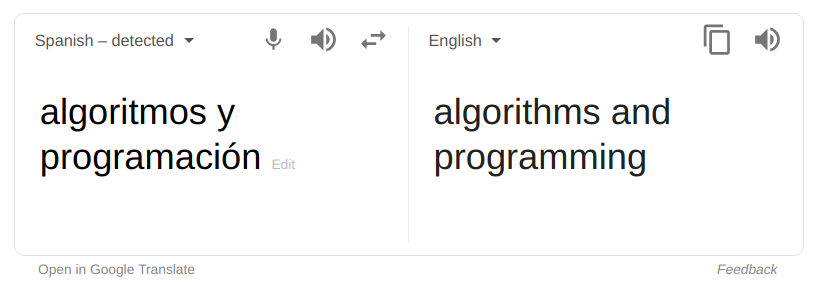 Spanish – detected
English
algoritmos y
programación Edit
algorithms and
programming
Open in Google Translate
Feedback